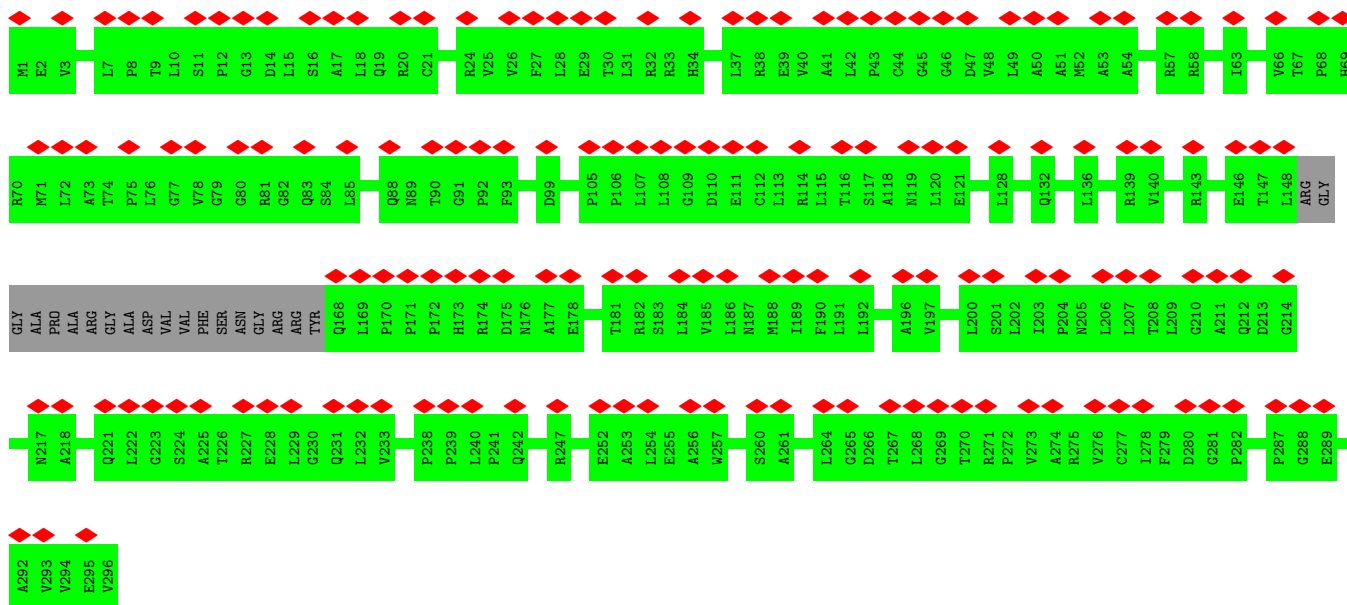 M1 E2 V3 L7 P8 T9 L10 S11 P12 G13 D14 L15 S16 A17 L18 Q19 R20 C21 R24 V25 V26 F27 L28 E29 T30 L31 R32 R33 H34 L37 R38 E39 V40 A41 L42 P43 C44 G45 G46 D47 V48 L49 A50 A51 M52 A53 A54 R57 R58 I63 V66 T67 P68 H69
R70 M71 L72 A73 T74 P75 L76 G77 V78 G79 G80 R81 G82 Q83 S84 L85 Q88 N89 T90 G91 P92 F93 D99 P105 P106 L107 L108 G109 D110 E111 C112 L113 R114 L115 T116 S117 A118 N119 L120 E121 L128 Q132 L136 R139 V140 R143 E146 T147 L148 ARG GLY
GLY ALA PRO ALA ARG GLY ALA ASP VAL VAL PHE SER ASN GLY ARG ARG TYR Q168 L169 P170 P171 P172 H173 R174 D175 N176 A177 E178 T181 R182 S183 L184 V185 L186 N187 M188 I189 F190 L191 L192 A196 V197 L200 S201 L202 I203 P204 N205 L206 L207 T208 L209 G210 A211 Q212 D213 G214
N217 A218 Q221 L222 G223 S224 A225 T226 R227 E228 L229 G230 Q231 L232 V233 P238 P239 L240 P241 Q242 R247 E252 A253 L254 E255 A256 W257 S260 A261 L264 G265 D266 T267 L268 G269 T270 R271 P272 V273 A274 R275 V276 C277 I278 F279 D280 G281 P282 P287 G288 E289
A292 V293 V294 E295 V296